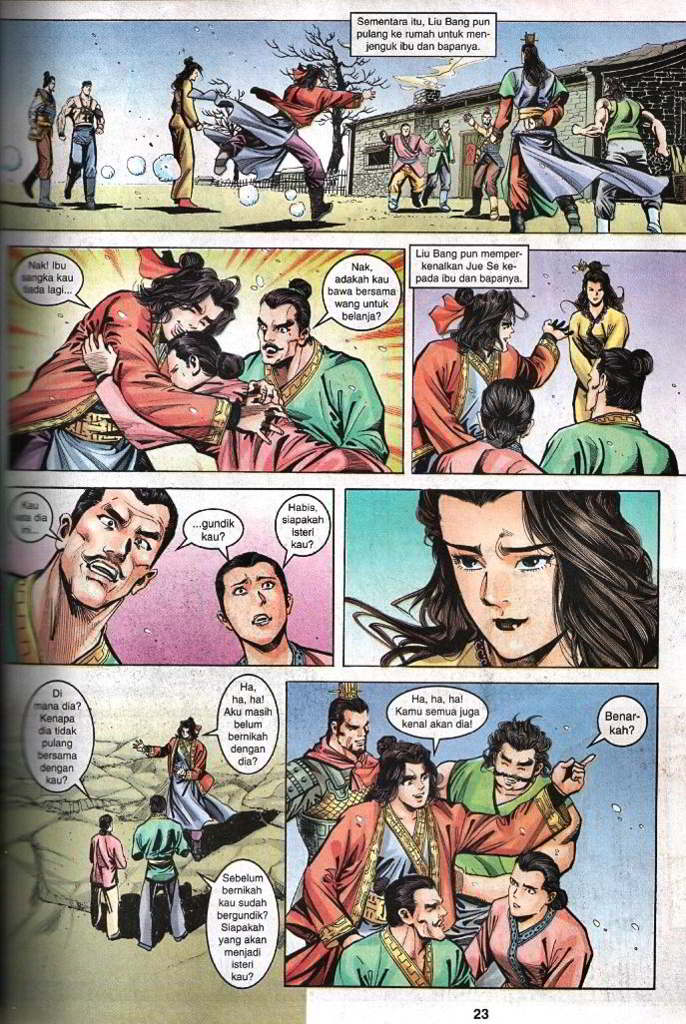 Sementara itu, Liu Bang pun
pulang ke rumah untuk men-
jenguk ibu dan bapanya.
Nak! Ibu
sangka kau
tiada lagi...
Nak,
adakah kau
bawa bersama
wang untuk
belanja?
Liu Bang pun memper-
kenalkan Jue Se ke-
pada ibu dan bapanya.
Kau
kata dia
ini...
...gundik
kau?
Habis,
siapakah
isteri
kau?
Di
mana dia?
Kenapa
dia tidak
pulang
bersama
dengan
kau?
Ha,
ha, ha!
Aku masih
belum
bernikah
dengan
dia?
Sebelum
bernikah
kau sudah
bergundik?
Siapakah
yang akan
menjadi
isteri
kau?
Ha, ha, ha!
Kamu semua juga
kenal akan dia!
Benar-
kah?
23